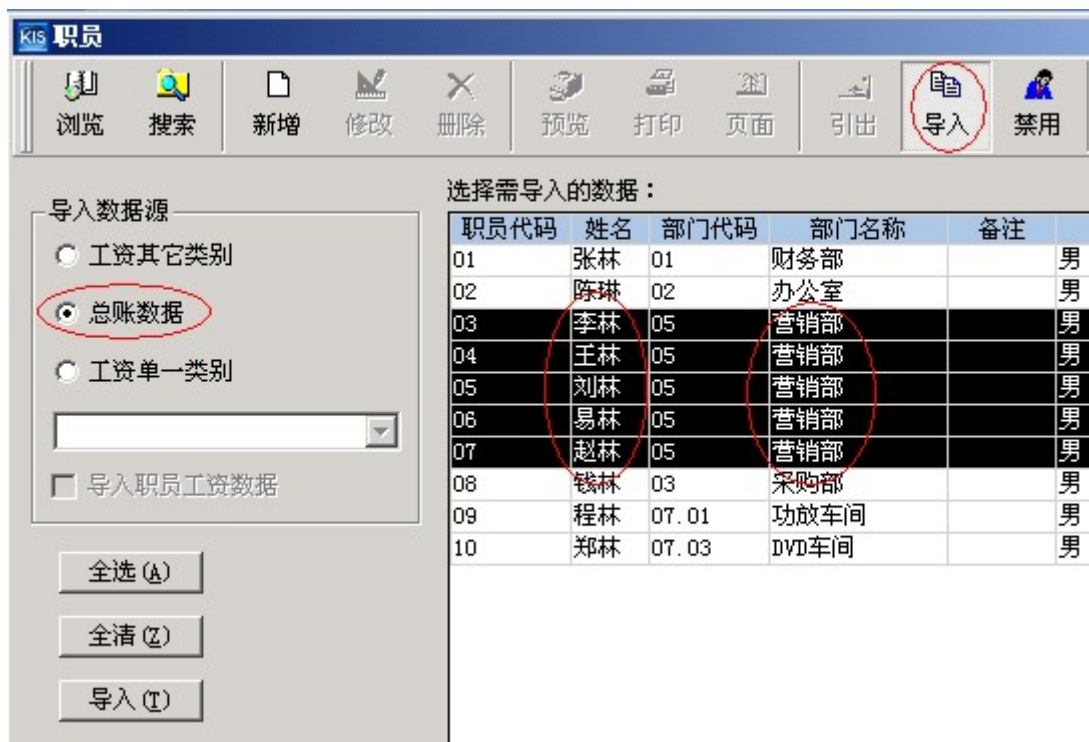 KIS 职员
浏览 搜索 新增 修改 删除 预览 打印 页面 引出 导入 禁用
导入数据源
工资其它类别
总账数据
工资单一类别
导入职员工资数据
全选(A)
全清(Z)
导入(T)
选择需导入的数据：
职员代码 姓名 部门代码 部门名称 备注
01 张林 01 财务部 男
02 陈琳 02 办公室 男
03 李林 05 营销部 男
04 王林 05 营销部 男
05 刘林 05 营销部 男
06 易林 05 营销部 男
07 赵林 05 营销部 男
08 钱林 03 采购部 男
09 程林 07.01 功放车间 男
10 郑林 07.03 DVD车间 男